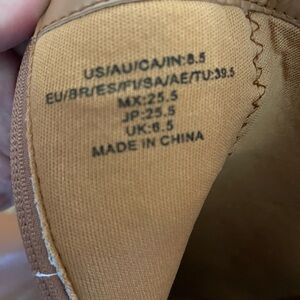 US/AU/CA/IN:8.5
EU/BR/ES/FI/SA/AE/TU:39.5
MX:25.5
JP:25.5
UK:6.5
MADE IN CHINA